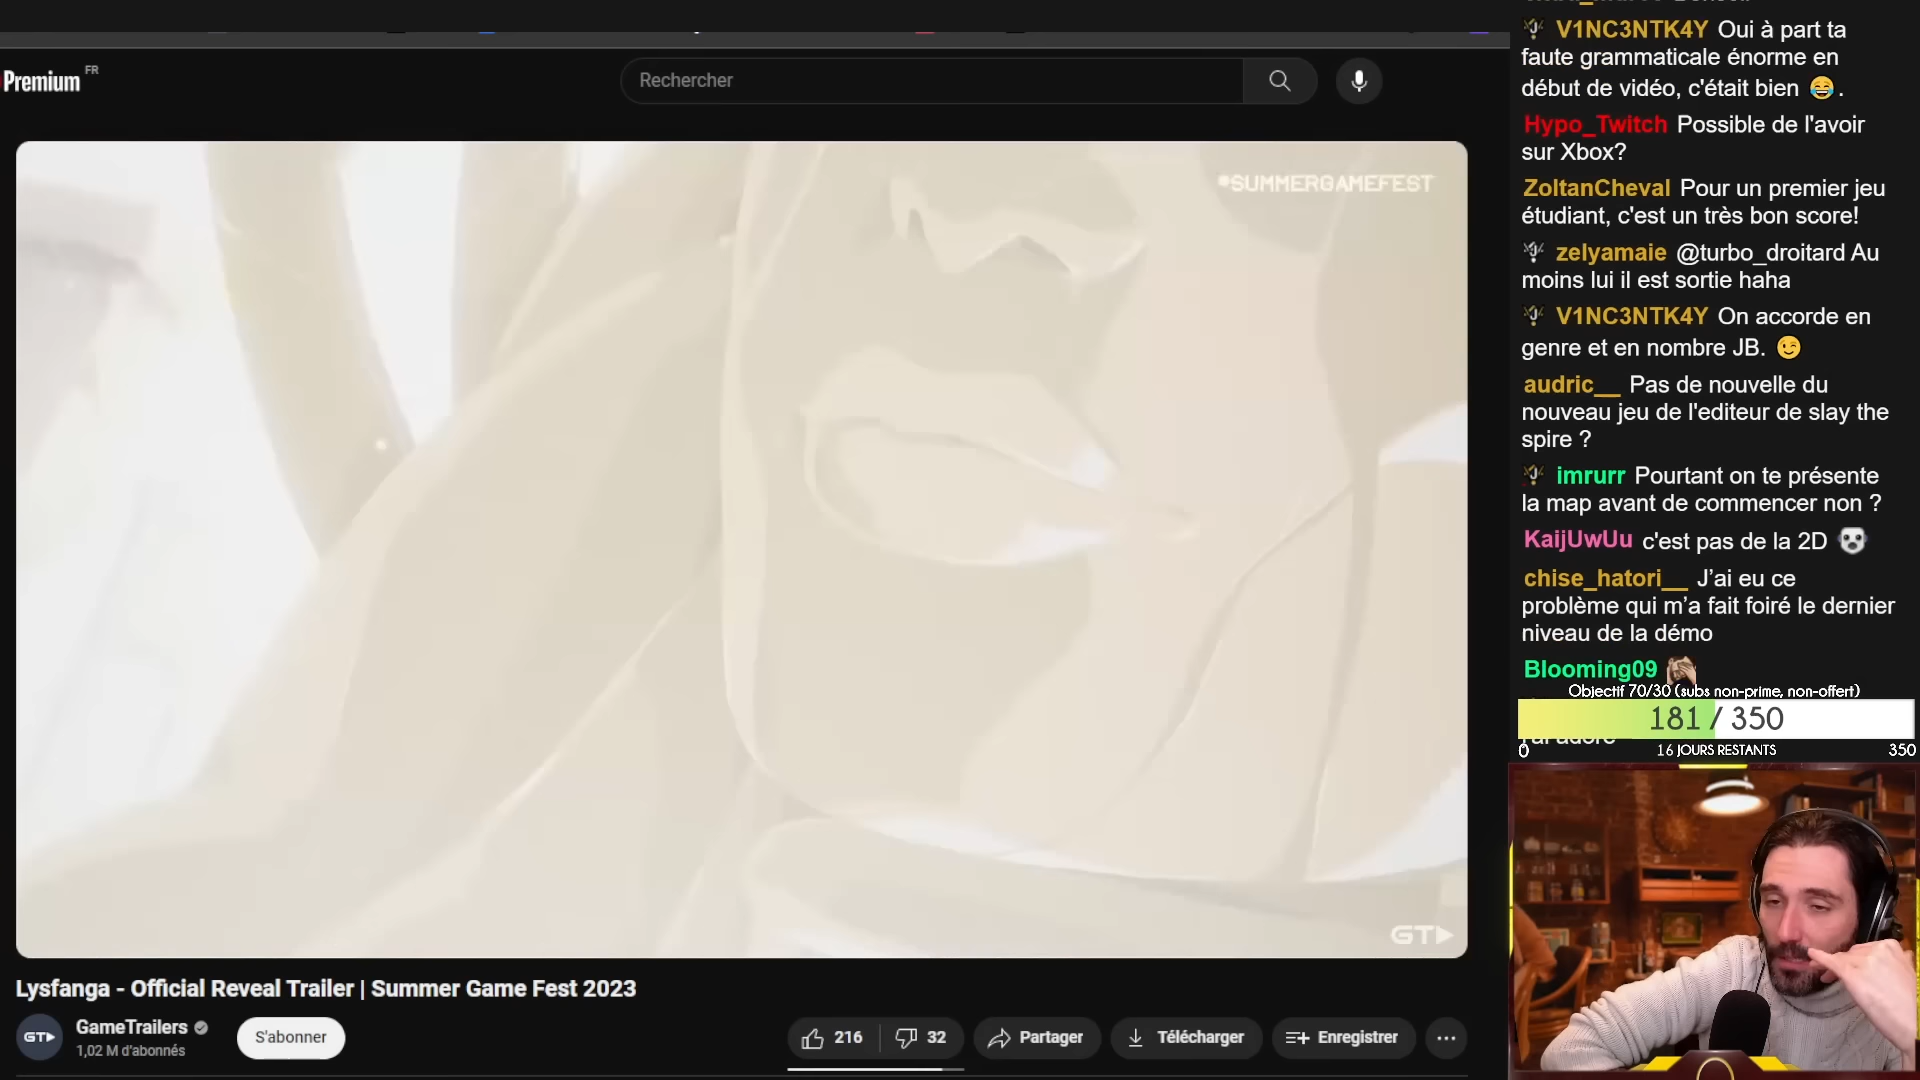 Premium FR
Rechercher
#SUMMERGAMEFEST
GT
Lysfanga - Official Reveal Trailer | Summer Game Fest 2023
GT
GameTrailers
1,02 M d'abonnés
S'abonner
216
32
Partager
Télécharger
Enregistrer
V1NC3NTK4Y Oui à part ta
faute grammaticale énorme en
début de vidéo, c'était bien 😂 .
Hypo_Twitch Possible de l'avoir
sur Xbox?
ZoltanCheval Pour un premier jeu
étudiant, c'est un très bon score!
zelyamaie @turbo_droitard Au
moins lui il est sortie haha
V1NC3NTK4Y On accorde en
genre et en nombre JB. 😉
audric__ Pas de nouvelle du
nouveau jeu de l'editeur de slay the
spire ?
imrurr Pourtant on te présente
la map avant de commencer non ?
KaijUwUu c'est pas de la 2D
chise_hatori__ J’ai eu ce
problème qui m’a fait foiré le dernier
niveau de la démo
Blooming09
Objectif 70/30 (subs non-prime, non-offert)
181 / 350
0 16 JOURS RESTANTS 350